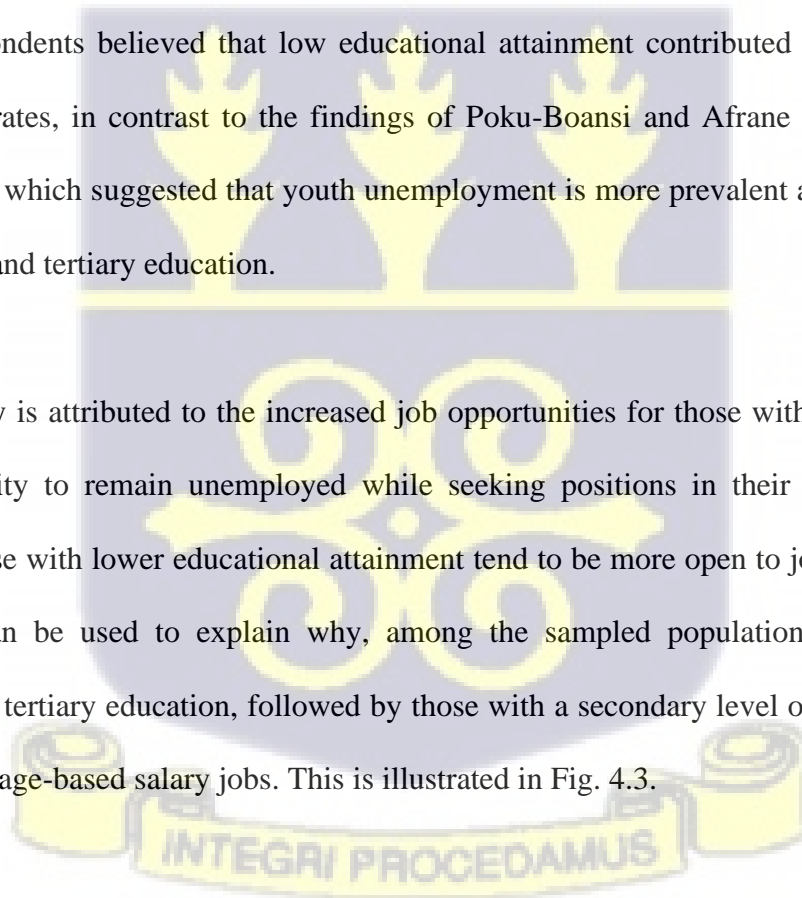 ondents believed that low educational attainment contributed
rates, in contrast to the findings of Poku-Boansi and Afrane
which suggested that youth unemployment is more prevalent a
and tertiary education.
y is attributed to the increased job opportunities for those with
ity to remain unemployed while seeking positions in their
se with lower educational attainment tend to be more open to jo
an be used to explain why, among the sampled population
tertiary education, followed by those with a secondary level o
age-based salary jobs. This is illustrated in Fig. 4.3.
INTEGRI PROCEDAMUS